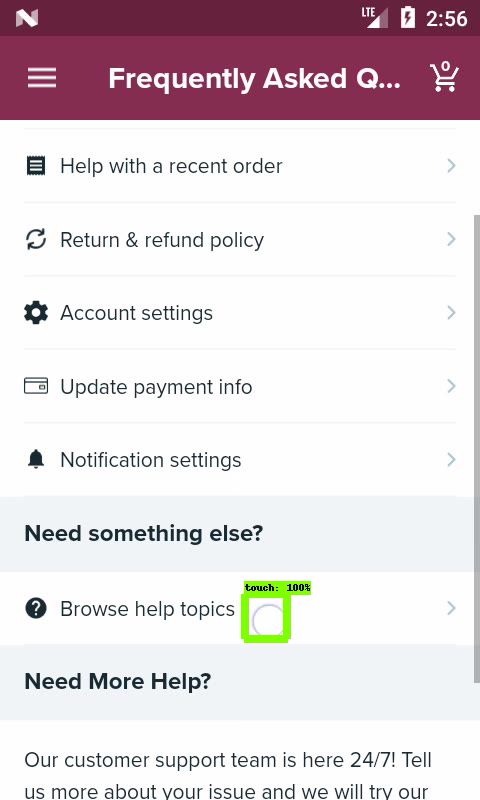 LTE
2:56
Frequently Asked Q...
0
Help with a recent order
Return & refund policy
Account settings
Update payment info
Notification settings
Need something else?
touch: 100%
Browse help topics
Need More Help?
Our customer support team is here 24/7! Tell
us more about your issue and we will try our